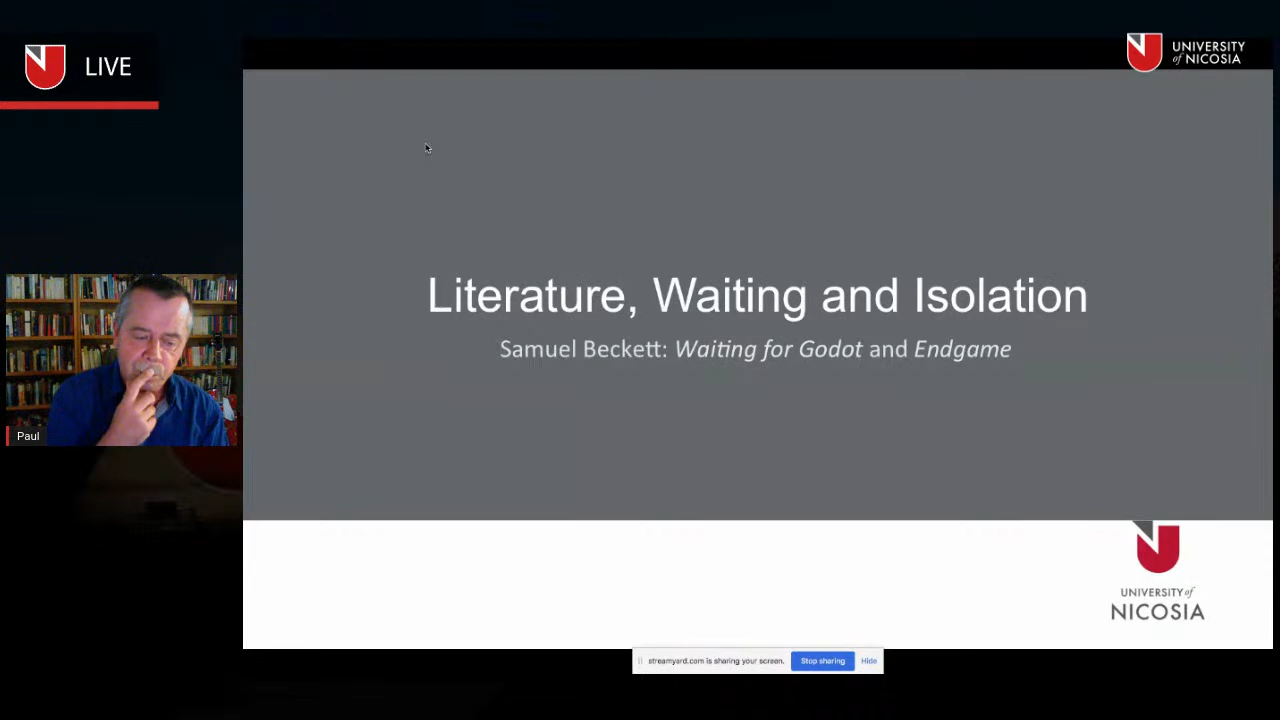 LIVE
UNIVERSITY
of NICOSIA
Literature, Waiting and Isolation
Samuel Beckett: Waiting for Godot and Endgame
Paul
UNIVERSITY of
NICOSIA
streamyard.com is sharing your screen. Stop sharing Hide